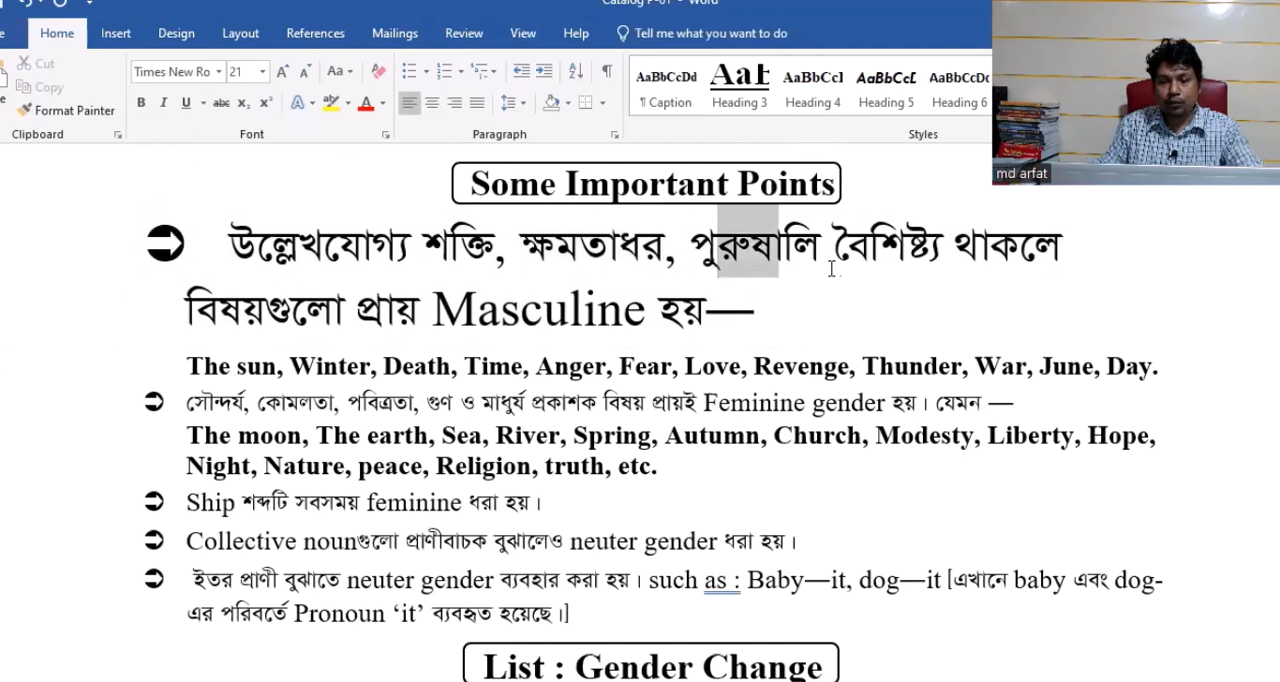 Catalog P-01 - Word
Home Insert Design Layout References Mailings Review View Help Tell me what you want to do
Cut
Copy
Format Painter
Clipboard
Times New Ro 21
Font
Paragraph
AaBbCcDd AaB AaBbCcI AaBbCcD AaBbCcDc
¶ Caption Heading 3 Heading 4 Heading 5 Heading 6
Styles
md arfat
Some Important Points
উল্লেখযোগ্য শক্তি, ক্ষমতাধর, পুরুষালি বৈশিষ্ট্য থাকলে
বিষয়গুলো প্রায় Masculine হয়—
The sun, Winter, Death, Time, Anger, Fear, Love, Revenge, Thunder, War, June, Day.
সৌন্দর্য, কোমলতা, পবিত্রতা, গুণ ও মাধুর্য প্রকাশক বিষয় প্রায়ই Feminine gender হয়। যেমন —
The moon, The earth, Sea, River, Spring, Autumn, Church, Modesty, Liberty, Hope,
Night, Nature, peace, Religion, truth, etc.
Ship শব্দটি সবসময় feminine ধরা হয়।
Collective nounগুলো প্রাণীবাচক বুঝালেও neuter gender ধরা হয়।
ইতর প্রাণী বুঝাতে neuter gender ব্যবহার করা হয়। such as : Baby—it, dog—it [এখানে baby এবং dog-
এর পরিবর্তে Pronoun ‘it’ ব্যবহৃত হয়েছে।]
List : Gender Change